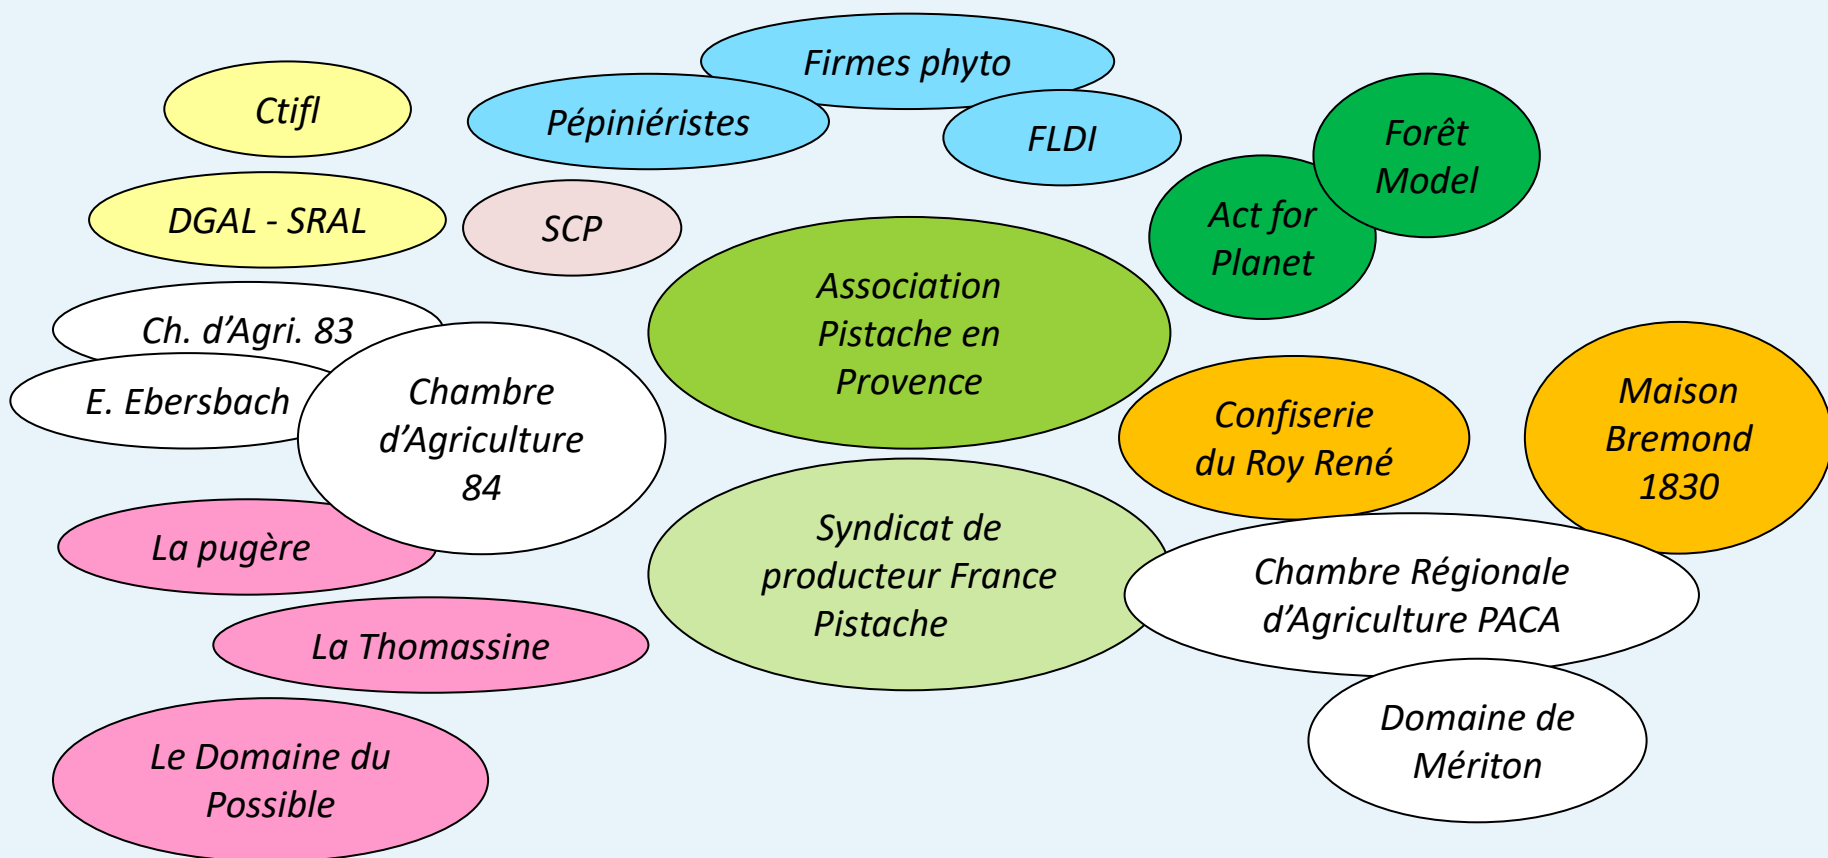 Firmes phyto
Ctifl
Pépiniéristes
FLDI
Forêt
Model
DGAL - SRAL
SCP
Act for
Planet
Association
Pistache en
Provence
Ch. d’Agri. 83
E. Ebersbach
Chambre
d’Agriculture
84
Confiserie
du Roy René
Maison
Bremond
1830
La pugère
Syndicat de
producteur France
Pistache
Chambre Régionale
d’Agriculture PACA
La Thomassine
Domaine de
Mériton
Le Domaine du
Possible